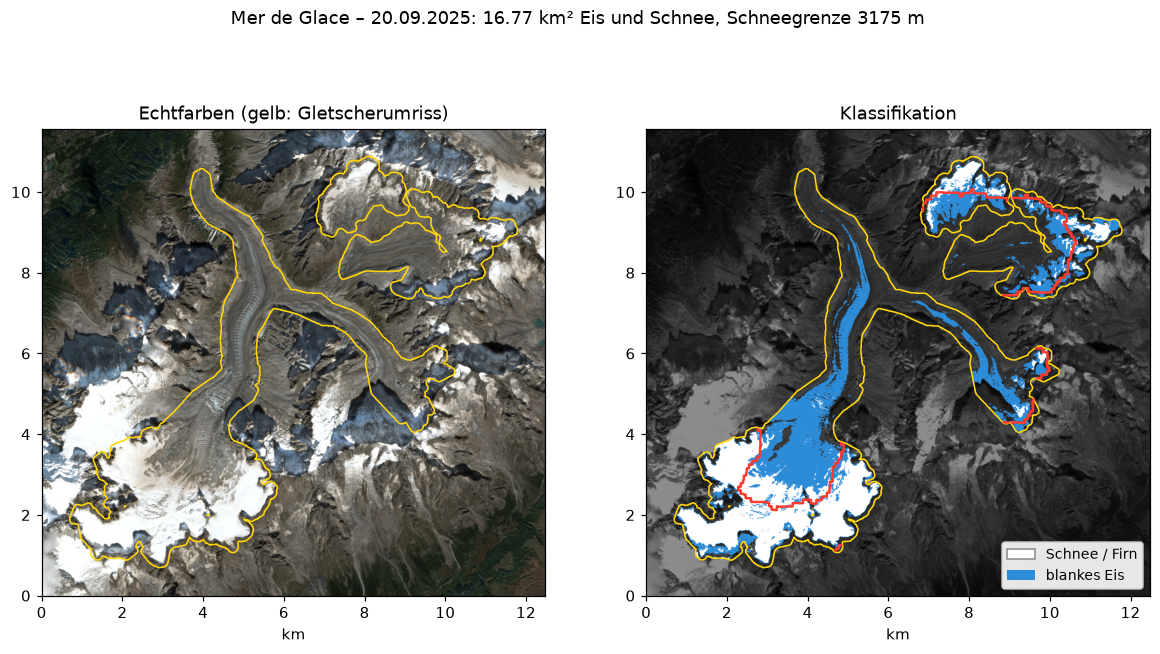 Mer de Glace – 20.09.2025: 16.77 km² Eis und Schnee, Schneegrenze 3175 m
Echtfarben (gelb: Gletscherumriss)
10
8
6
4
2
0
0 2 4 6 8 10 12
km
Klassifikation
10
8
6
4
2
0
0 2 4 6 8 10 12
km
Schnee / Firn
blankes Eis